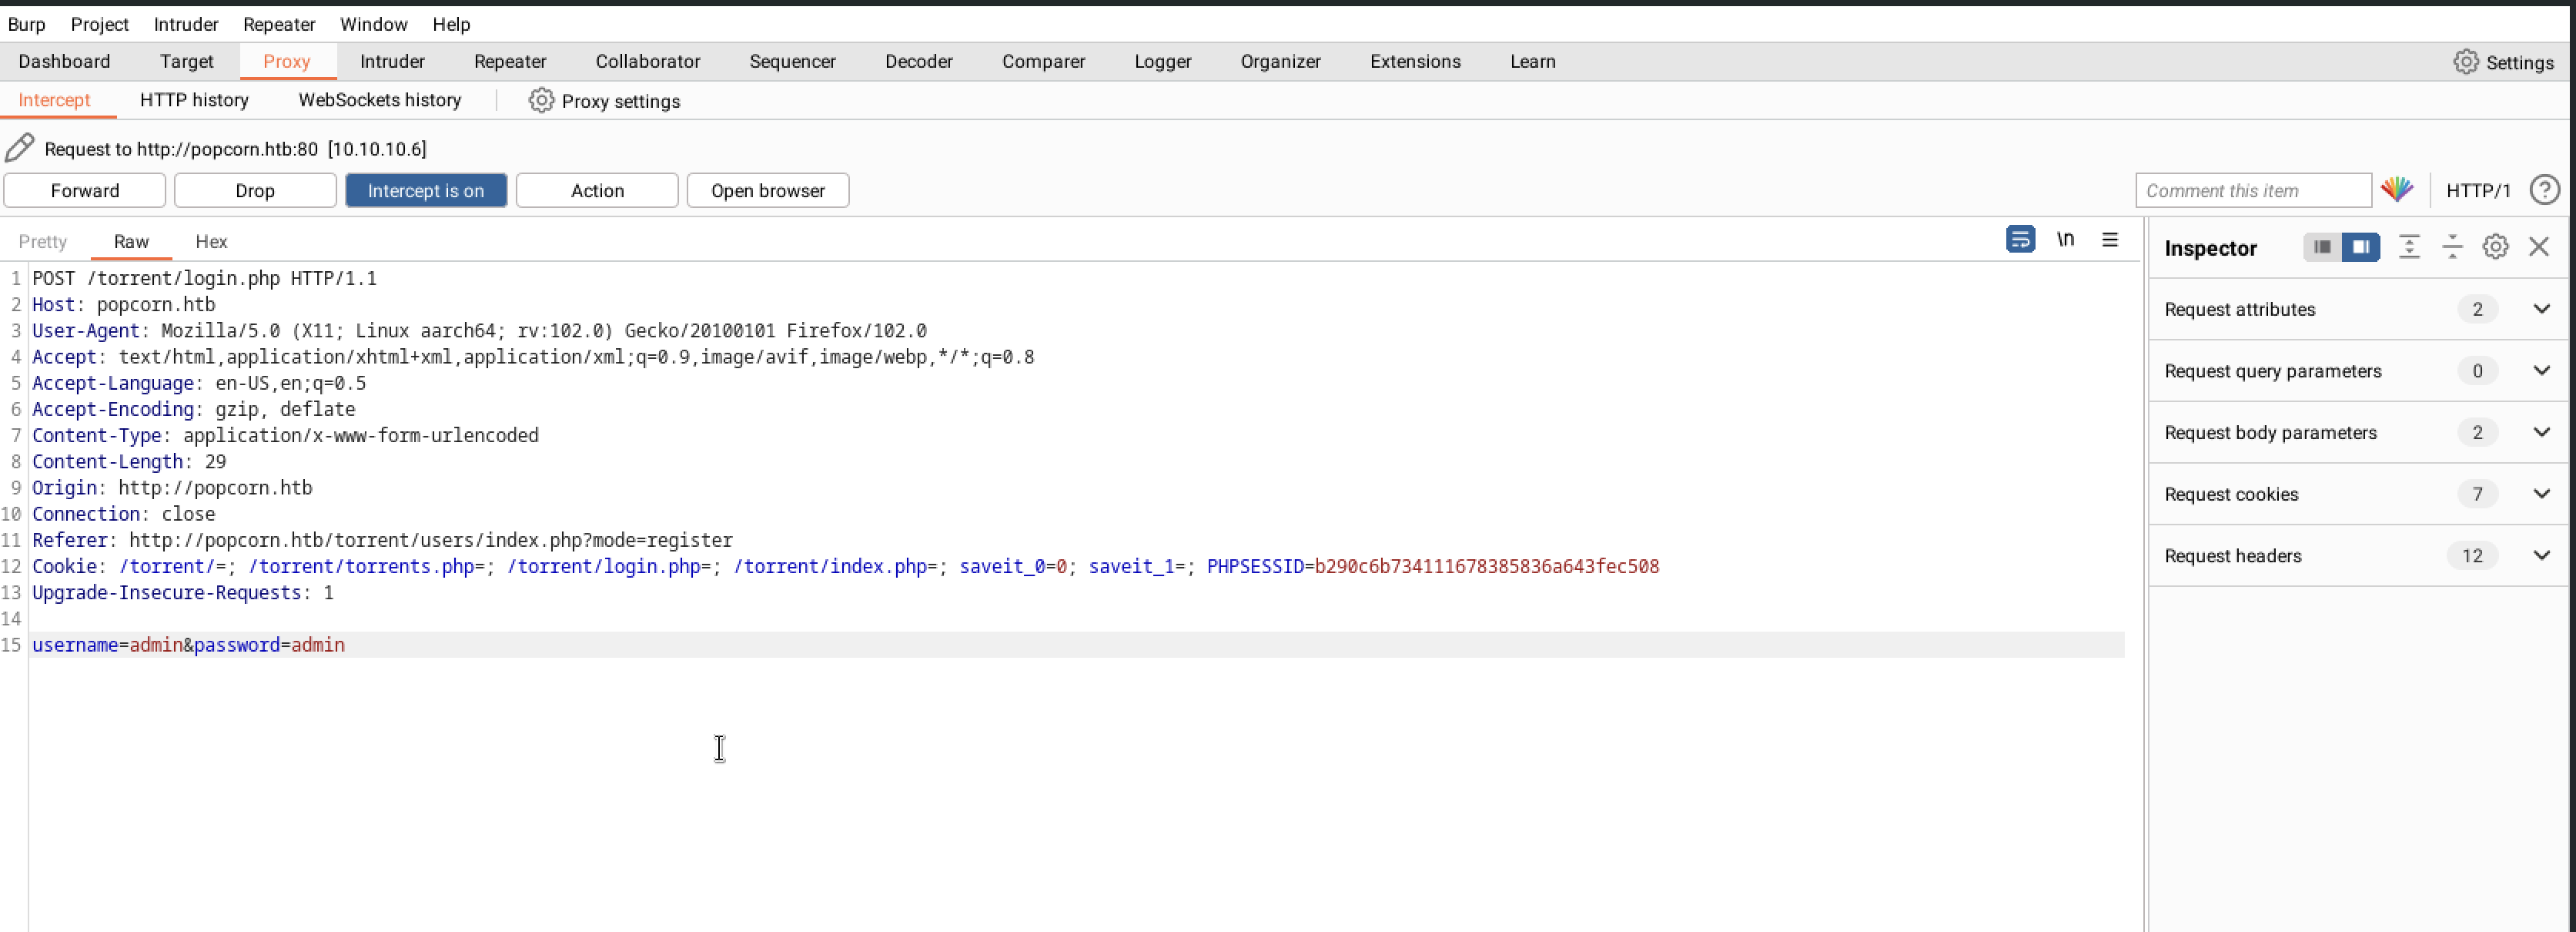 Burp Project Intruder Repeater Window Help
Dashboard Target Proxy Intruder Repeater Collaborator Sequencer Decoder Comparer Logger Organizer Extensions Learn Settings
Intercept HTTP history WebSockets history Proxy settings
Request to http://popcorn.htb:80 [10.10.10.6]
Forward Drop Intercept is on Action Open browser Comment this item HTTP/1
Pretty Raw Hex \n
1 POST /torrent/login.php HTTP/1.1
2 Host: popcorn.htb
3 User-Agent: Mozilla/5.0 (X11; Linux aarch64; rv:102.0) Gecko/20100101 Firefox/102.0
4 Accept: text/html,application/xhtml+xml,application/xml;q=0.9,image/avif,image/webp,*/*;q=0.8
5 Accept-Language: en-US,en;q=0.5
6 Accept-Encoding: gzip, deflate
7 Content-Type: application/x-www-form-urlencoded
8 Content-Length: 29
9 Origin: http://popcorn.htb
10 Connection: close
11 Referer: http://popcorn.htb/torrent/users/index.php?mode=register
12 Cookie: /torrent/=; /torrent/torrents.php=; /torrent/login.php=; /torrent/index.php=; saveit_0=0; saveit_1=; PHPSESSID=b290c6b734111678385836a643fec508
13 Upgrade-Insecure-Requests: 1
14
15 username=admin&password=admin
Inspector
Request attributes 2
Request query parameters 0
Request body parameters 2
Request cookies 7
Request headers 12